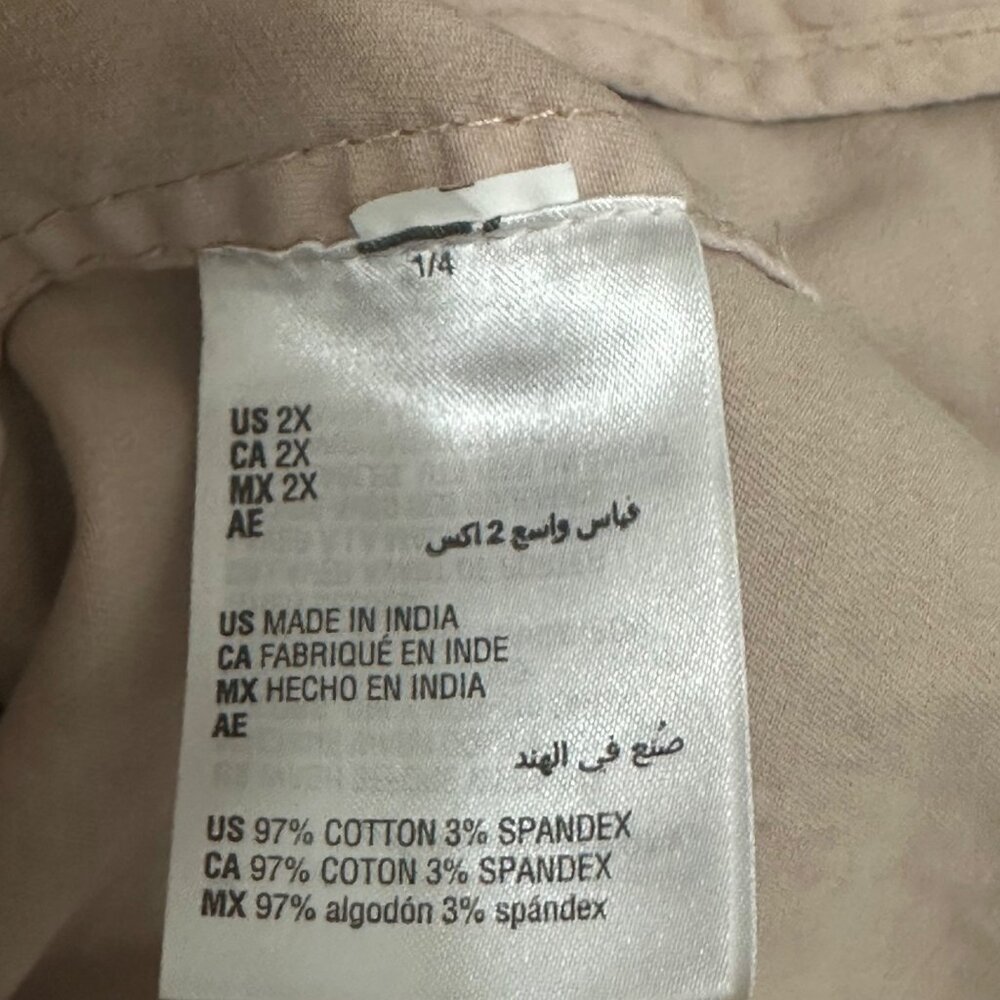 1/4
US 2X
CA 2X
MX 2X
AE
قياس واسع 2 اكس
US MADE IN INDIA
CA FABRIQUÉ EN INDE
MX HECHO EN INDIA
AE
صُنع في الهند
US 97% COTTON 3% SPANDEX
CA 97% COTON 3% SPANDEX
MX 97% algodón 3% spándex